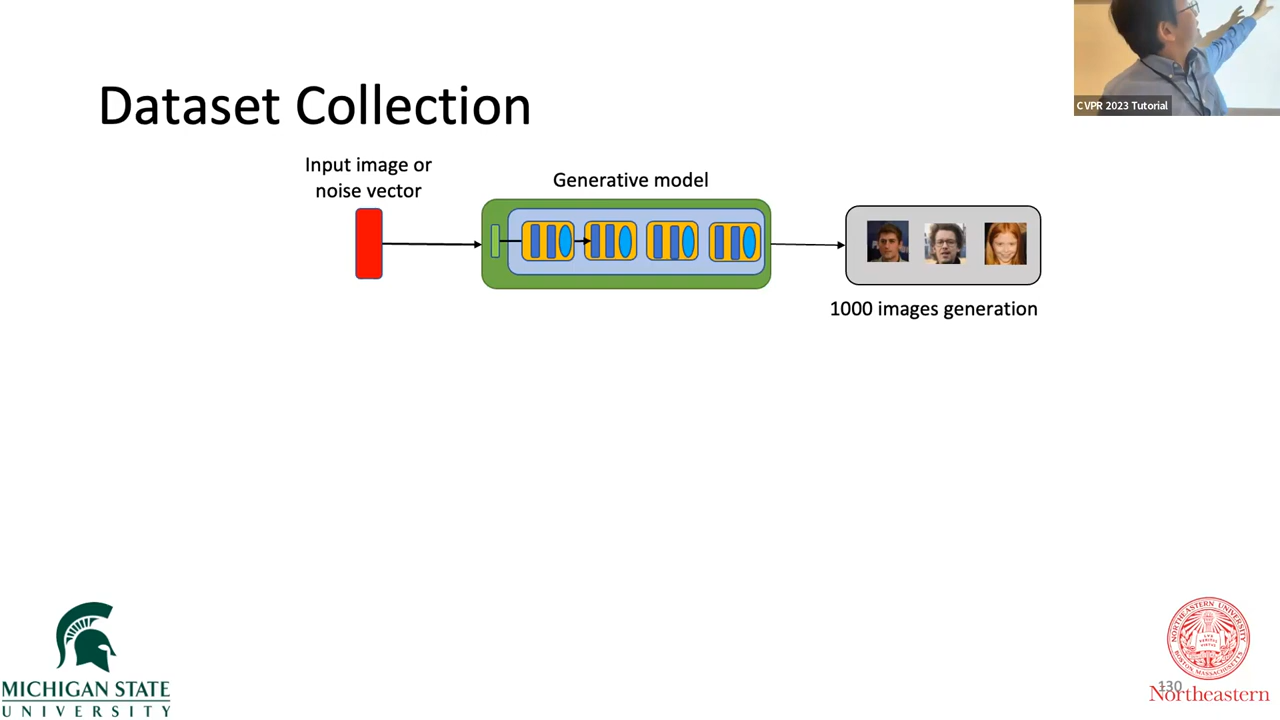 CVPR 2023 Tutorial
Dataset Collection
Input image or
noise vector
Generative model
1000 images generation
MICHIGAN STATE
UNIVERSITY
130
Northeastern